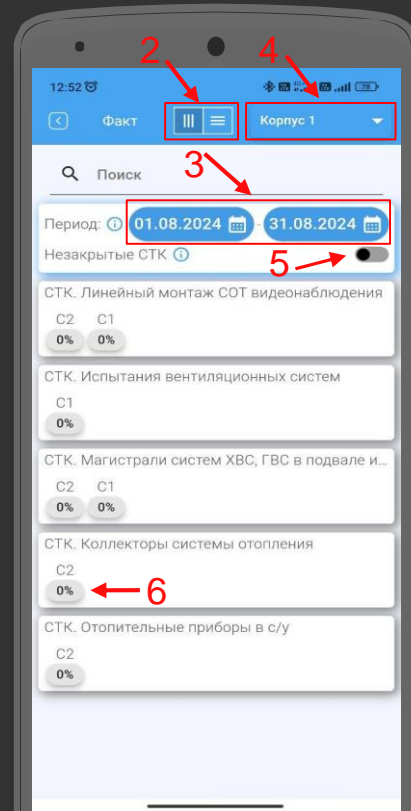 2 4
12:52 78
Факт Корпус 1
Поиск
3
Период: 01.08.2024 - 31.08.2024
Незакрытые СТК
5
СТК. Линейный монтаж СОТ видеонаблюдения
С2 С1
0% 0%
СТК. Испытания вентиляционных систем
С1
0%
СТК. Магистрали систем ХВС, ГВС в подвале и...
С2 С1
0% 0%
СТК. Коллекторы системы отопления
С2
0% 6
СТК. Отопительные приборы в с/у
С2
0%